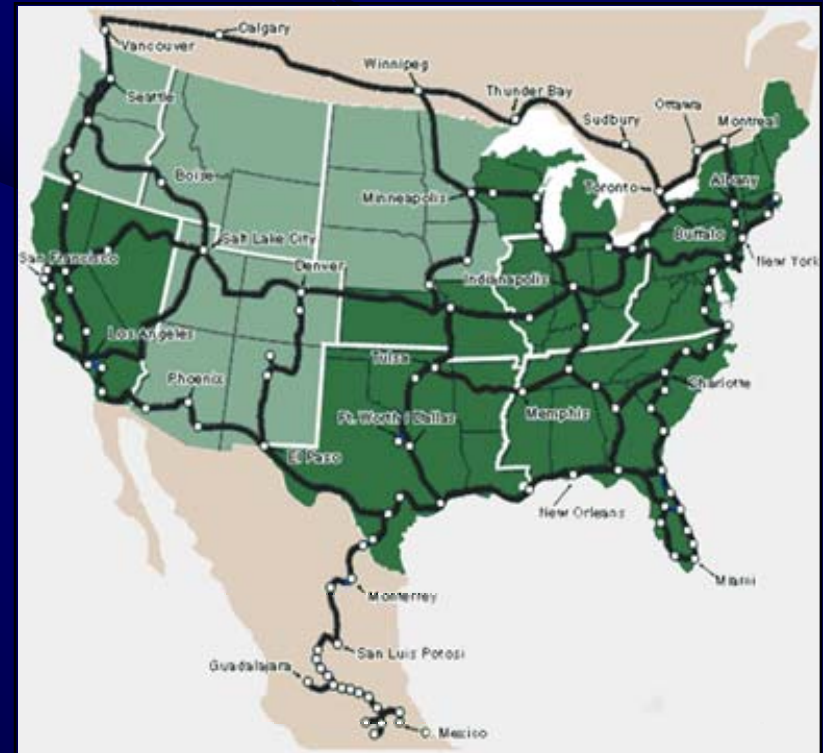 Calgary
Vancouver
Winnipeg
Thunder Bay
Seattle
Ottawa
Sudbury
Montreal
Boise
Toronto
Albany
Minneapolis
Salt Lake City
Buffalo
San Francisco
Denver
Indianapolis
New York
Los Angeles
Tulsa
Phoenix
Charlotte
Ft. Worth / Dallas
Memphis
El Paso
New Orleans
Miami
Monterrey
San Luis Potosi
Guadalajara
C. Mexico